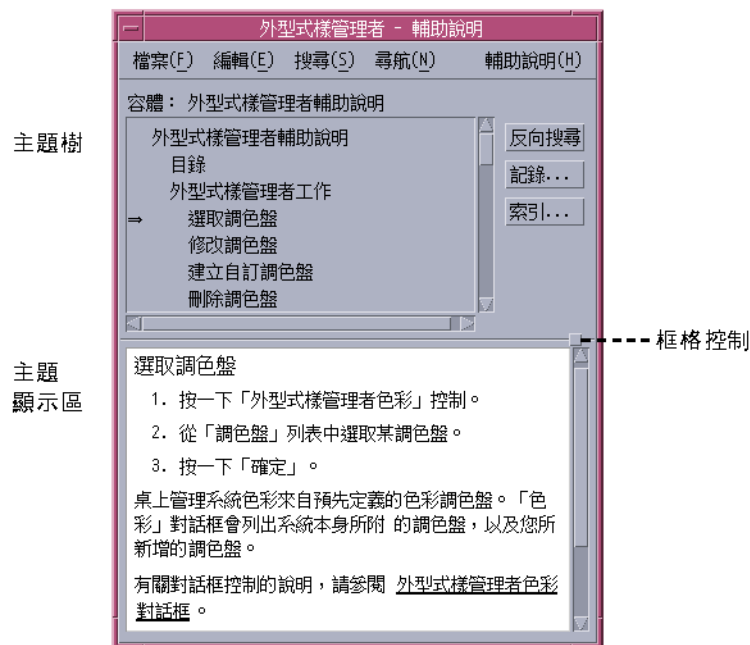 外型式樣管理者 - 輔助說明
檔案(F) 編輯(E) 搜尋(S) 尋航(N) 輔助說明(H)
容體： 外型式樣管理者輔助說明
主題樹
外型式樣管理者輔助說明
目錄
外型式樣管理者工作
⇒ 選取調色盤
修改調色盤
建立自訂調色盤
刪除調色盤
反向搜尋
記錄...
索引...
框格控制
主題
顯示區
選取調色盤
1. 按一下「外型式樣管理者色彩」控制。
2. 從「調色盤」列表中選取某調色盤。
3. 按一下「確定」。
桌上管理系統色彩來自預先定義的色彩調色盤。「色
彩」對話框會列出系統本身所附 的調色盤，以及您所
新增的調色盤。
有關對話框控制的說明，請參閱 外型式樣管理者色彩
對話框。